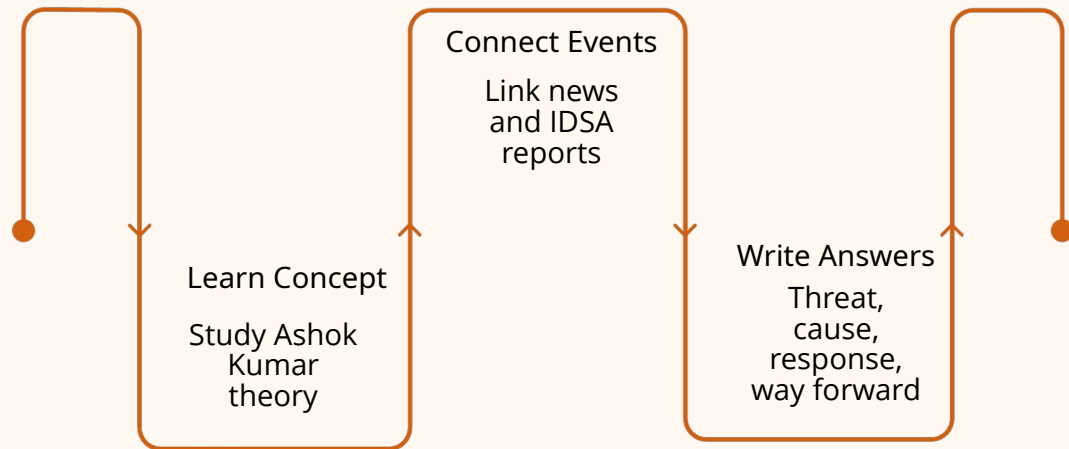 Learn Concept
Study Ashok
Kumar
theory
Connect Events
Link news
and IDSA
reports
Write Answers
Threat,
cause,
response,
way forward